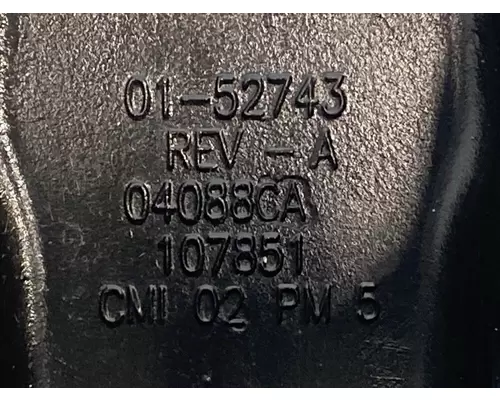 01-52743
REV - A
04088CA
107851
CMI 02 PM 5